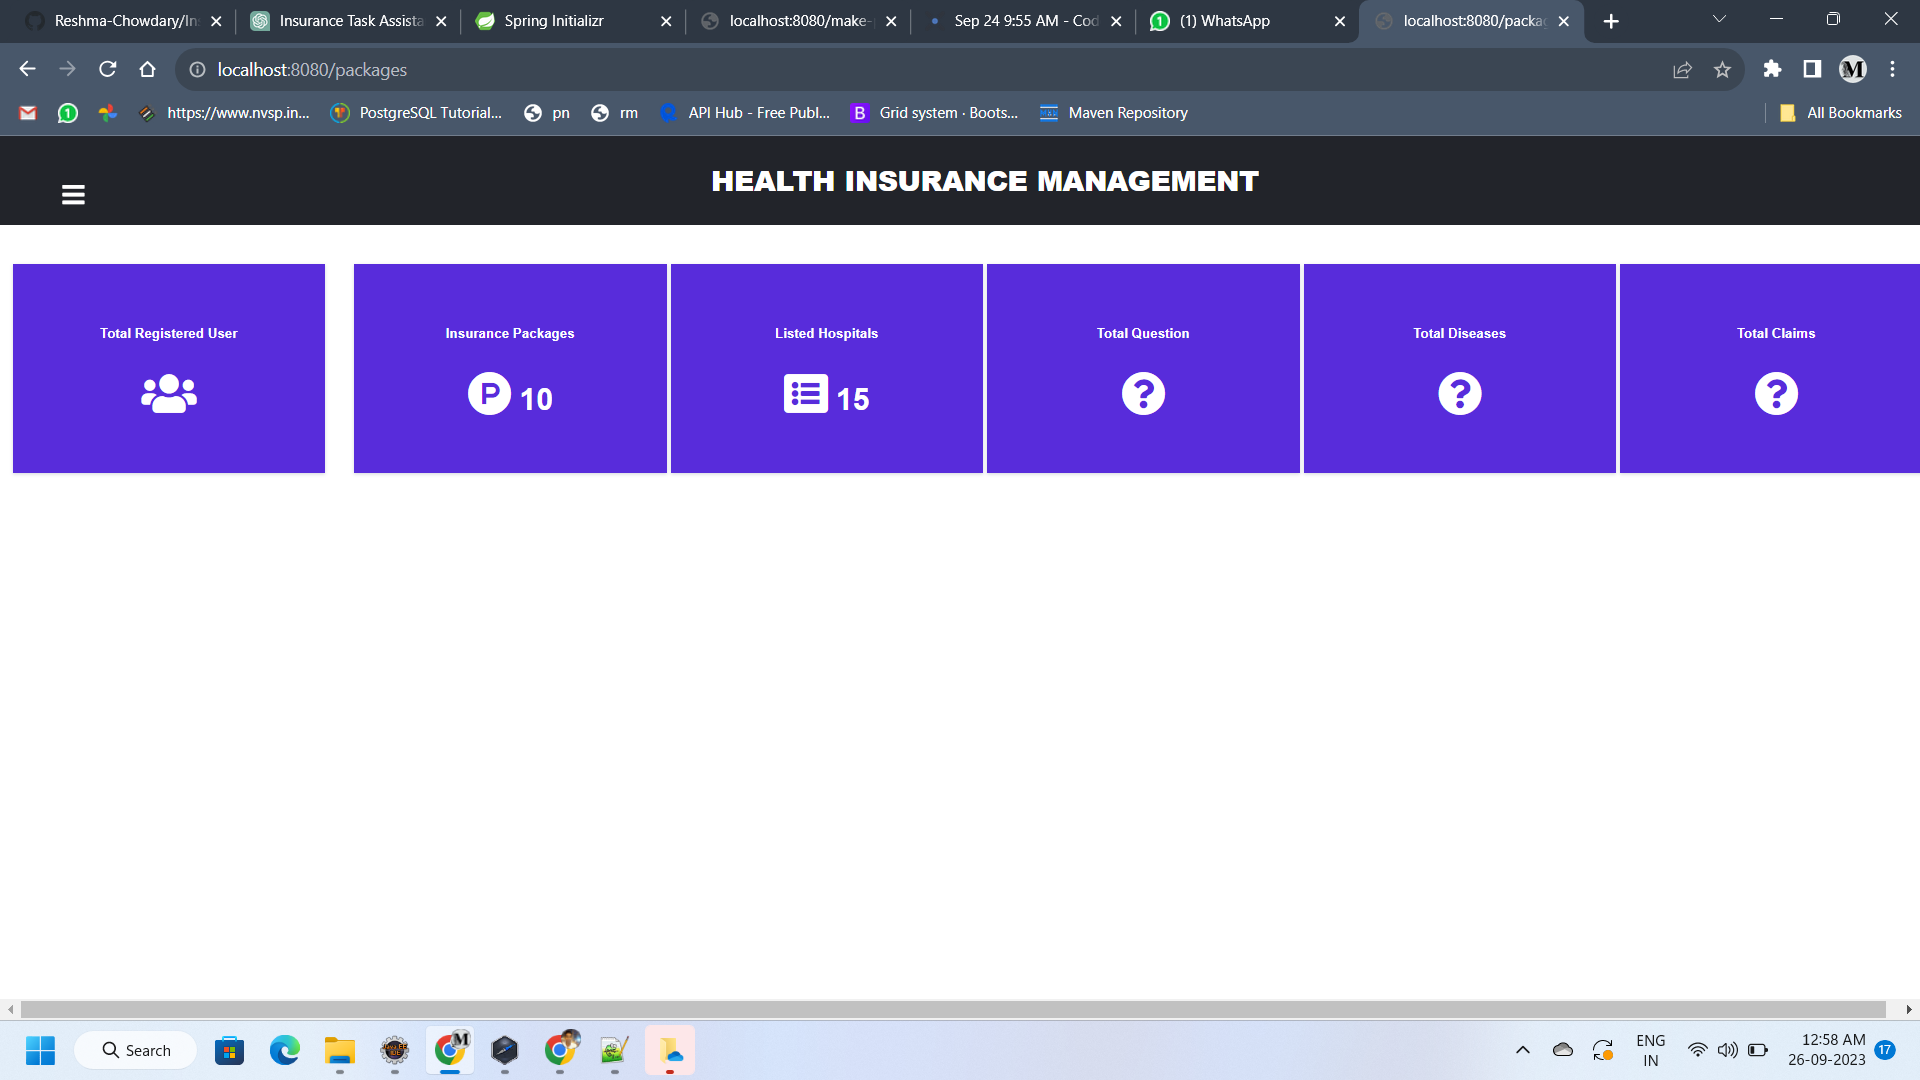 Reshma-Chowdary/In
Insurance Task Assista
Spring Initializr
localhost:8080/make-
Sep 24 9:55 AM - Cod
(1) WhatsApp
localhost:8080/packa
localhost:8080/packages
https://www.nvsp.in...
PostgreSQL Tutorial...
pn
rm
API Hub - Free Publ...
B
Grid system · Boots...
Maven Repository
All Bookmarks
HEALTH INSURANCE MANAGEMENT
Total Registered User
Insurance Packages
P 10
Listed Hospitals
15
Total Question
?
Total Diseases
?
Total Claims
?
Search
ENG
IN
12:58 AM
26-09-2023
17